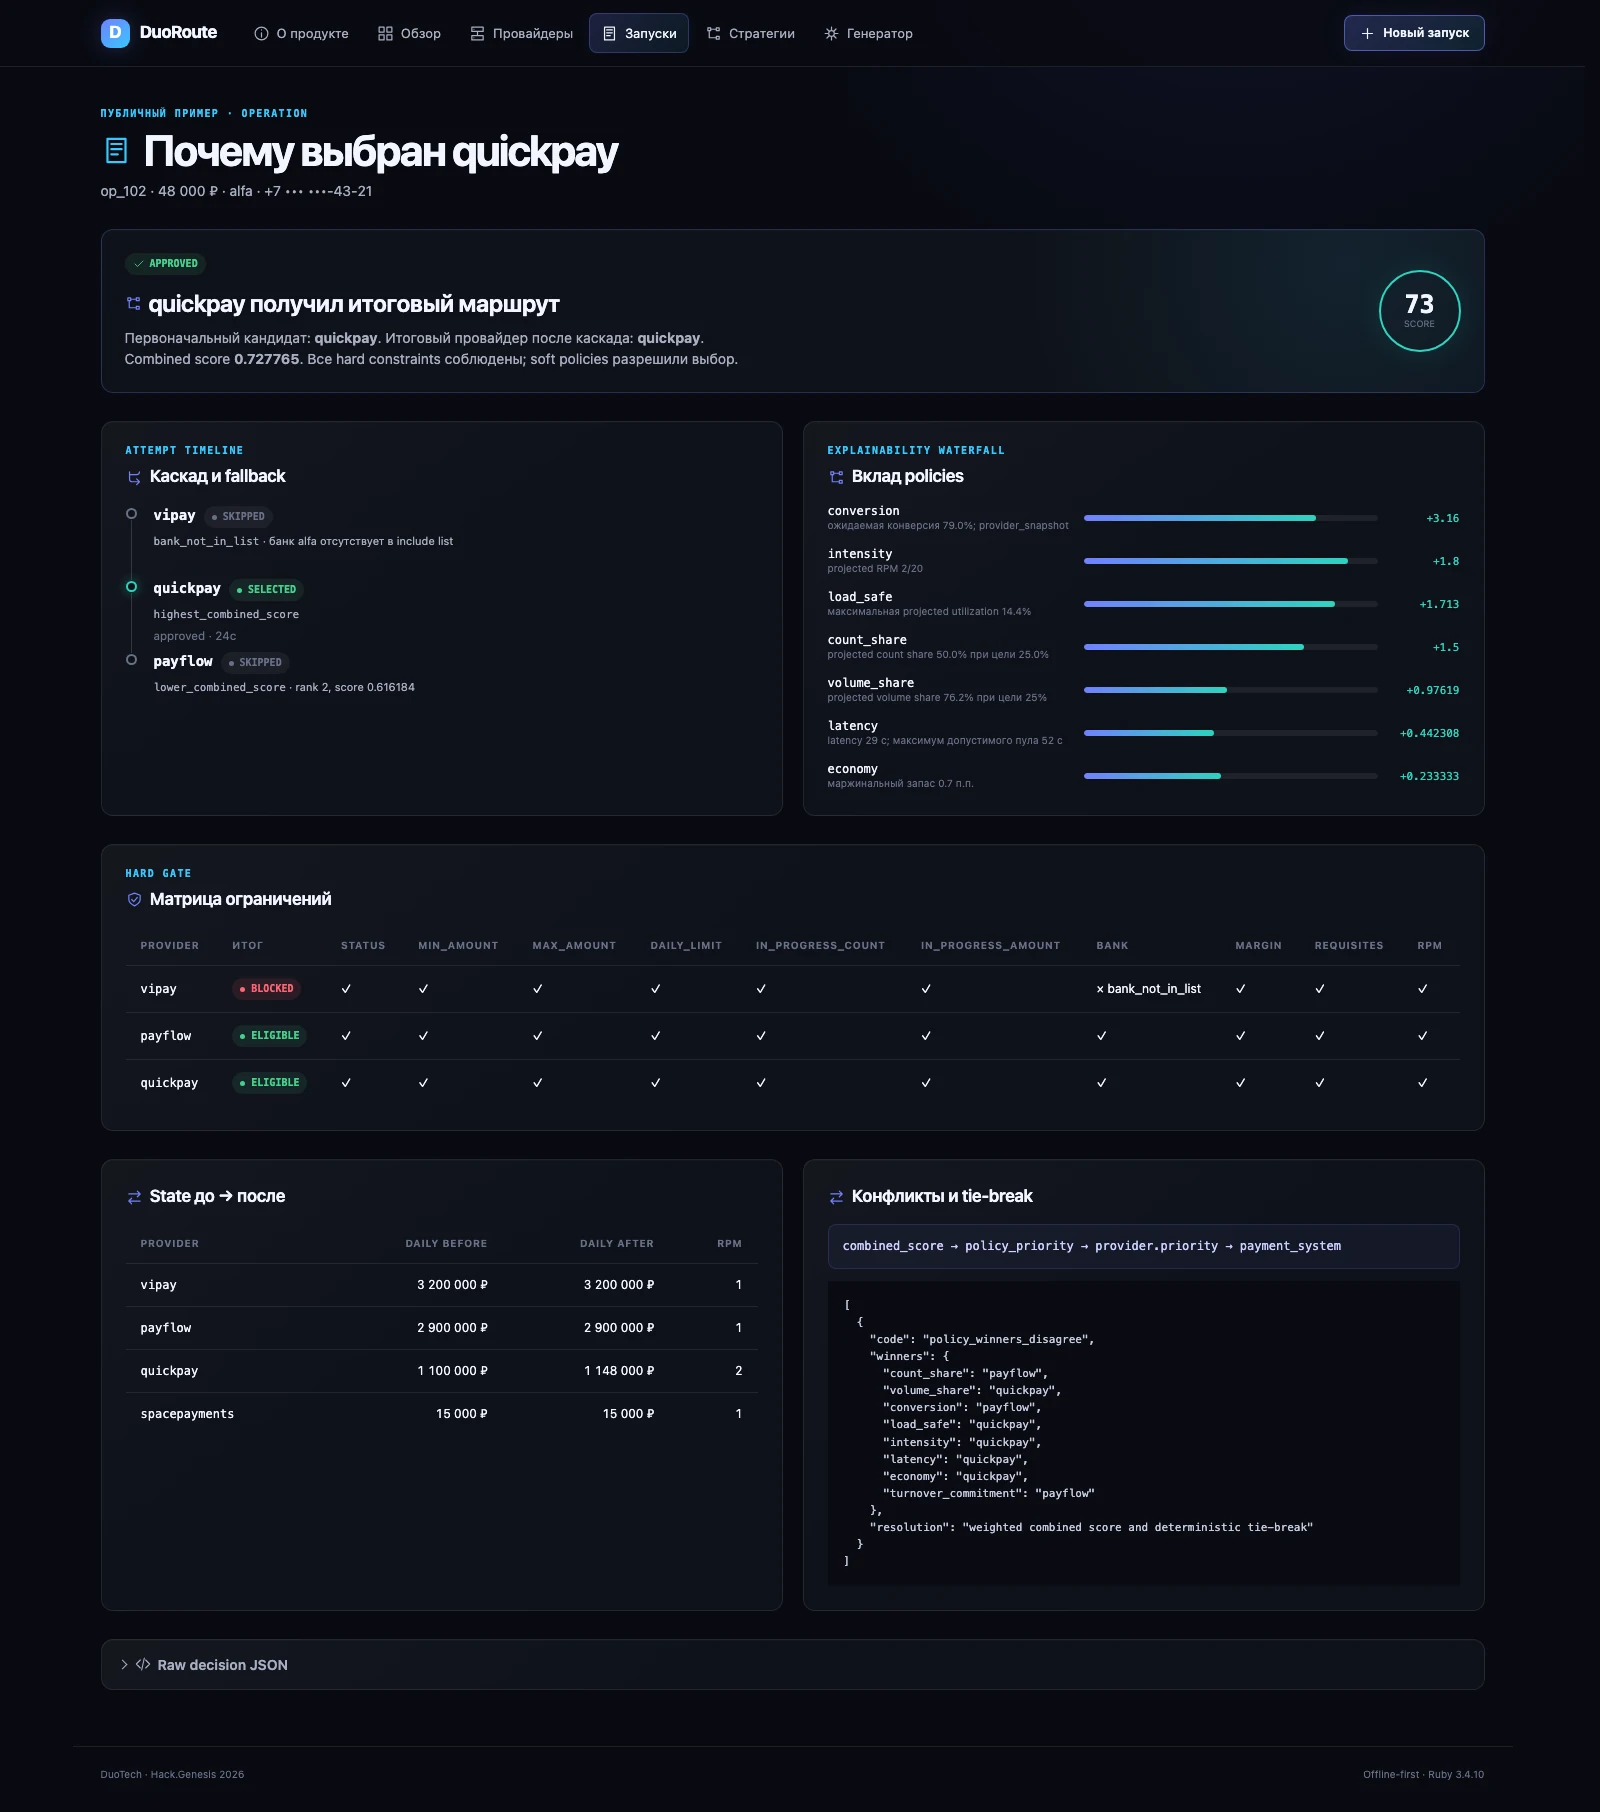 D DuoRoute О продукте Обзор Провайдеры Запуски Стратегии Генератор + Новый запуск
ПУБЛИЧНЫЙ ПРИМЕР · OPERATION
Почему выбран quickpay
op_102 · 48 000 ₽ · alfa · +7 ••• •••-43-21
✓ APPROVED
quickpay получил итоговый маршрут
Первоначальный кандидат: quickpay. Итоговый провайдер после каскада: quickpay.
Combined score 0.727765. Все hard constraints соблюдены; soft policies разрешили выбор.
73
SCORE
ATTEMPT TIMELINE
Каскад и fallback
vipay • SKIPPED
bank_not_in_list · банк alfa отсутствует в include list
quickpay • SELECTED
highest_combined_score
approved · 24с
payflow • SKIPPED
lower_combined_score · rank 2, score 0.616184
EXPLAINABILITY WATERFALL
Вклад policies
conversion
ожидаемая конверсия 79.0%; provider_snapshot
+3.16
intensity
projected RPM 2/20
+1.8
load_safe
максимальная projected utilization 14.4%
+1.713
count_share
projected count share 50.0% при цели 25.0%
+1.5
volume_share
projected volume share 76.2% при цели 25%
+0.97619
latency
latency 29 с; максимум допустимого пула 52 с
+0.442308
economy
маржинальный запас 0.7 п.п.
+0.233333
HARD GATE
Матрица ограничений
PROVIDER ИТОГ STATUS MIN_AMOUNT MAX_AMOUNT DAILY_LIMIT IN_PROGRESS_COUNT IN_PROGRESS_AMOUNT BANK MARGIN REQUISITES RPM
vipay • BLOCKED ✓ ✓ ✓ ✓ ✓ ✓ × bank_not_in_list ✓ ✓ ✓
payflow • ELIGIBLE ✓ ✓ ✓ ✓ ✓ ✓ ✓ ✓ ✓ ✓
quickpay • ELIGIBLE ✓ ✓ ✓ ✓ ✓ ✓ ✓ ✓ ✓ ✓
State до → после
PROVIDER DAILY BEFORE DAILY AFTER RPM
vipay 3 200 000 ₽ 3 200 000 ₽ 1
payflow 2 900 000 ₽ 2 900 000 ₽ 1
quickpay 1 100 000 ₽ 1 148 000 ₽ 2
spacepayments 15 000 ₽ 15 000 ₽ 1
Конфликты и tie-break
combined_score → policy_priority → provider.priority → payment_system
[
{
"code": "policy_winners_disagree",
"winners": {
"count_share": "payflow",
"volume_share": "quickpay",
"conversion": "payflow",
"load_safe": "quickpay",
"intensity": "quickpay",
"latency": "quickpay",
"economy": "quickpay",
"turnover_commitment": "payflow"
},
"resolution": "weighted combined score and deterministic tie-break"
}
]
Raw decision JSON
DuoTech · Hack.Genesis 2026
Offline-first · Ruby 3.4.10